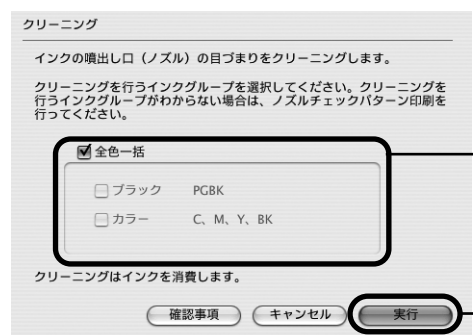 クリーニング
インクの噴出し口（ノズル）の目づまりをクリーニングします。
クリーニングを行うインクグループを選択してください。クリーニングを
行うインクグループがわからない場合は、ノズルチェックパターン印刷を
行ってください。
全色一括
ブラック PGBK
カラー C、M、Y、BK
クリーニングはインクを消費します。
確認事項 キャンセル 実行